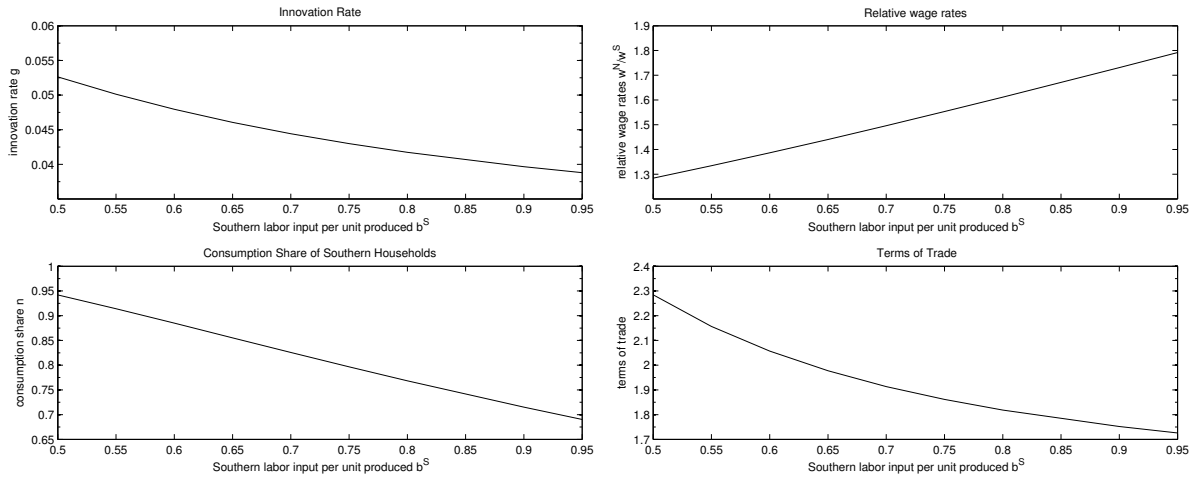 Innovation Rate
0.06
0.055
0.05
0.045
0.04
innovation rate g
0.5 0.55 0.6 0.65 0.7 0.75 0.8 0.85 0.9 0.95
Southern labor input per unit produced b^S
Relative wage rates
1.9
1.8
1.7
1.6
1.5
1.4
1.3
relative wage rates w^N/w^S
0.5 0.55 0.6 0.65 0.7 0.75 0.8 0.85 0.9 0.95
Southern labor input per unit produced b^S
Consumption Share of Southern Households
1
0.95
0.9
0.85
0.8
0.75
0.7
0.65
consumption share n
0.5 0.55 0.6 0.65 0.7 0.75 0.8 0.85 0.9 0.95
Southern labor input per unit produced b^S
Terms of Trade
2.4
2.3
2.2
2.1
2
1.9
1.8
1.7
terms of trade
0.5 0.55 0.6 0.65 0.7 0.75 0.8 0.85 0.9 0.95
Southern labor input per unit produced b^S